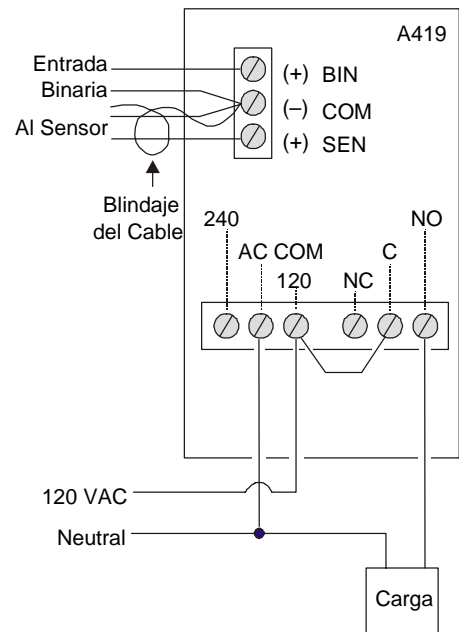 A419
Entrada
Binaria
(+) BIN
(–) COM
Al Sensor
(+) SEN
Blindaje
del Cable
240
NO
AC COM
C
120
NC
120 VAC
Neutral
Carga